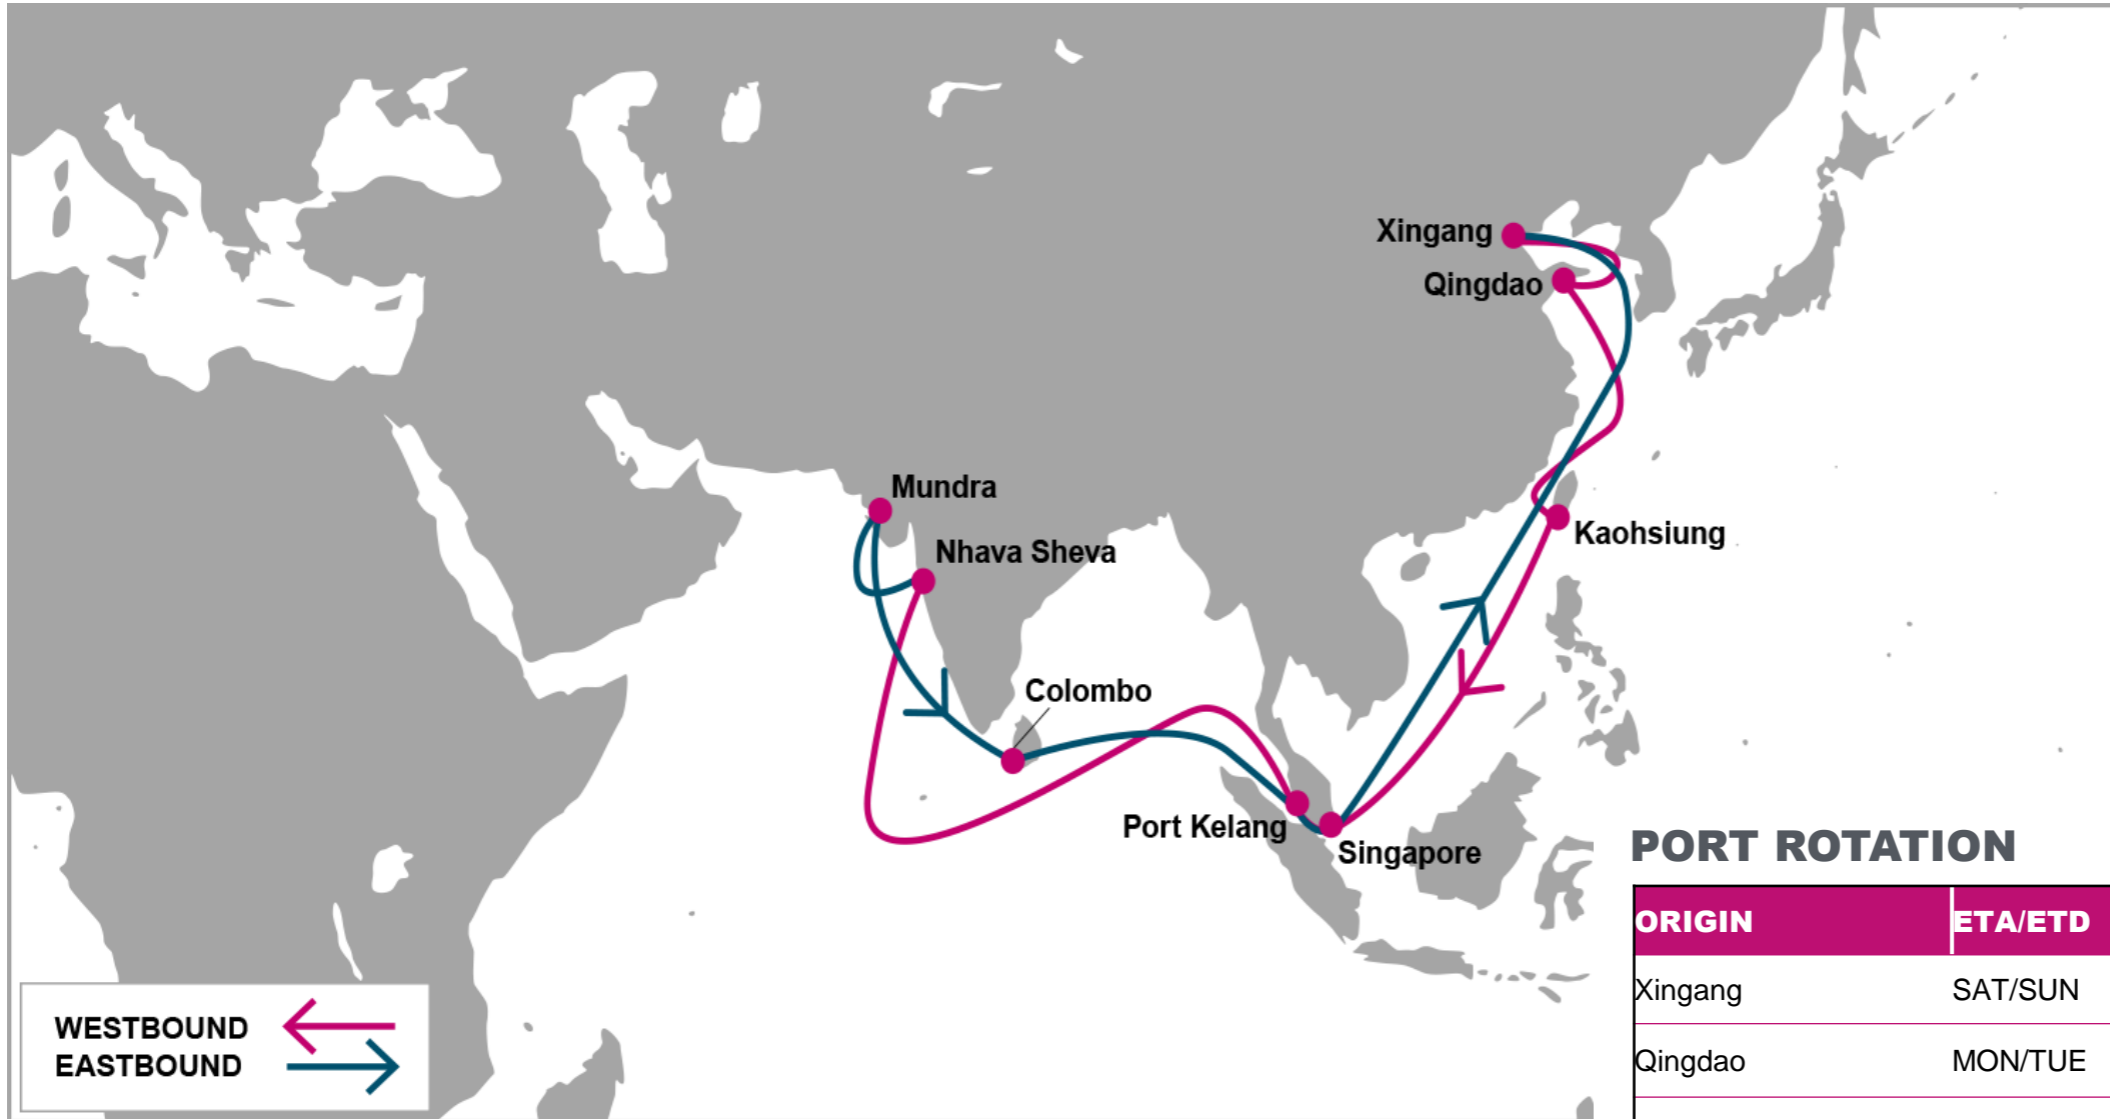 Xingang
Qingdao
Mundra
Nhava Sheva
Kaohsiung
Colombo
Port Kelang
Singapore
WESTBOUND
EASTBOUND
PORT ROTATION
ORIGIN ETA/ETD
Xingang SAT/SUN
Qingdao MON/TUE